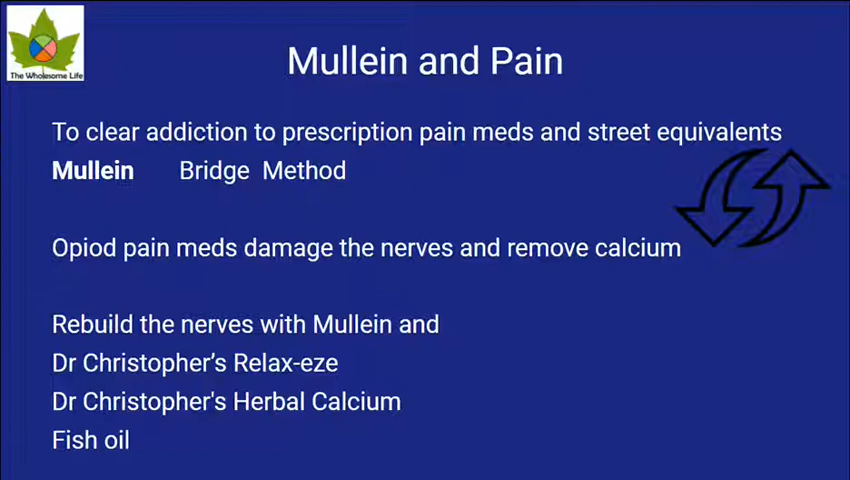 The Wholesome Life
Mullein and Pain
To clear addiction to prescription pain meds and street equivalents
Mullein Bridge Method
Opiod pain meds damage the nerves and remove calcium
Rebuild the nerves with Mullein and
Dr Christopher’s Relax-eze
Dr Christopher's Herbal Calcium
Fish oil